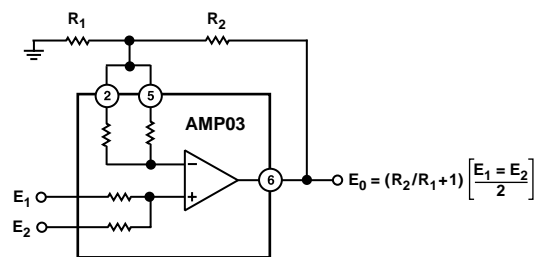 R1 R2
2 5
AMP03
6
E0 = (R2/R1+1) [E1 = E2 / 2]
E1
E2
− 
+